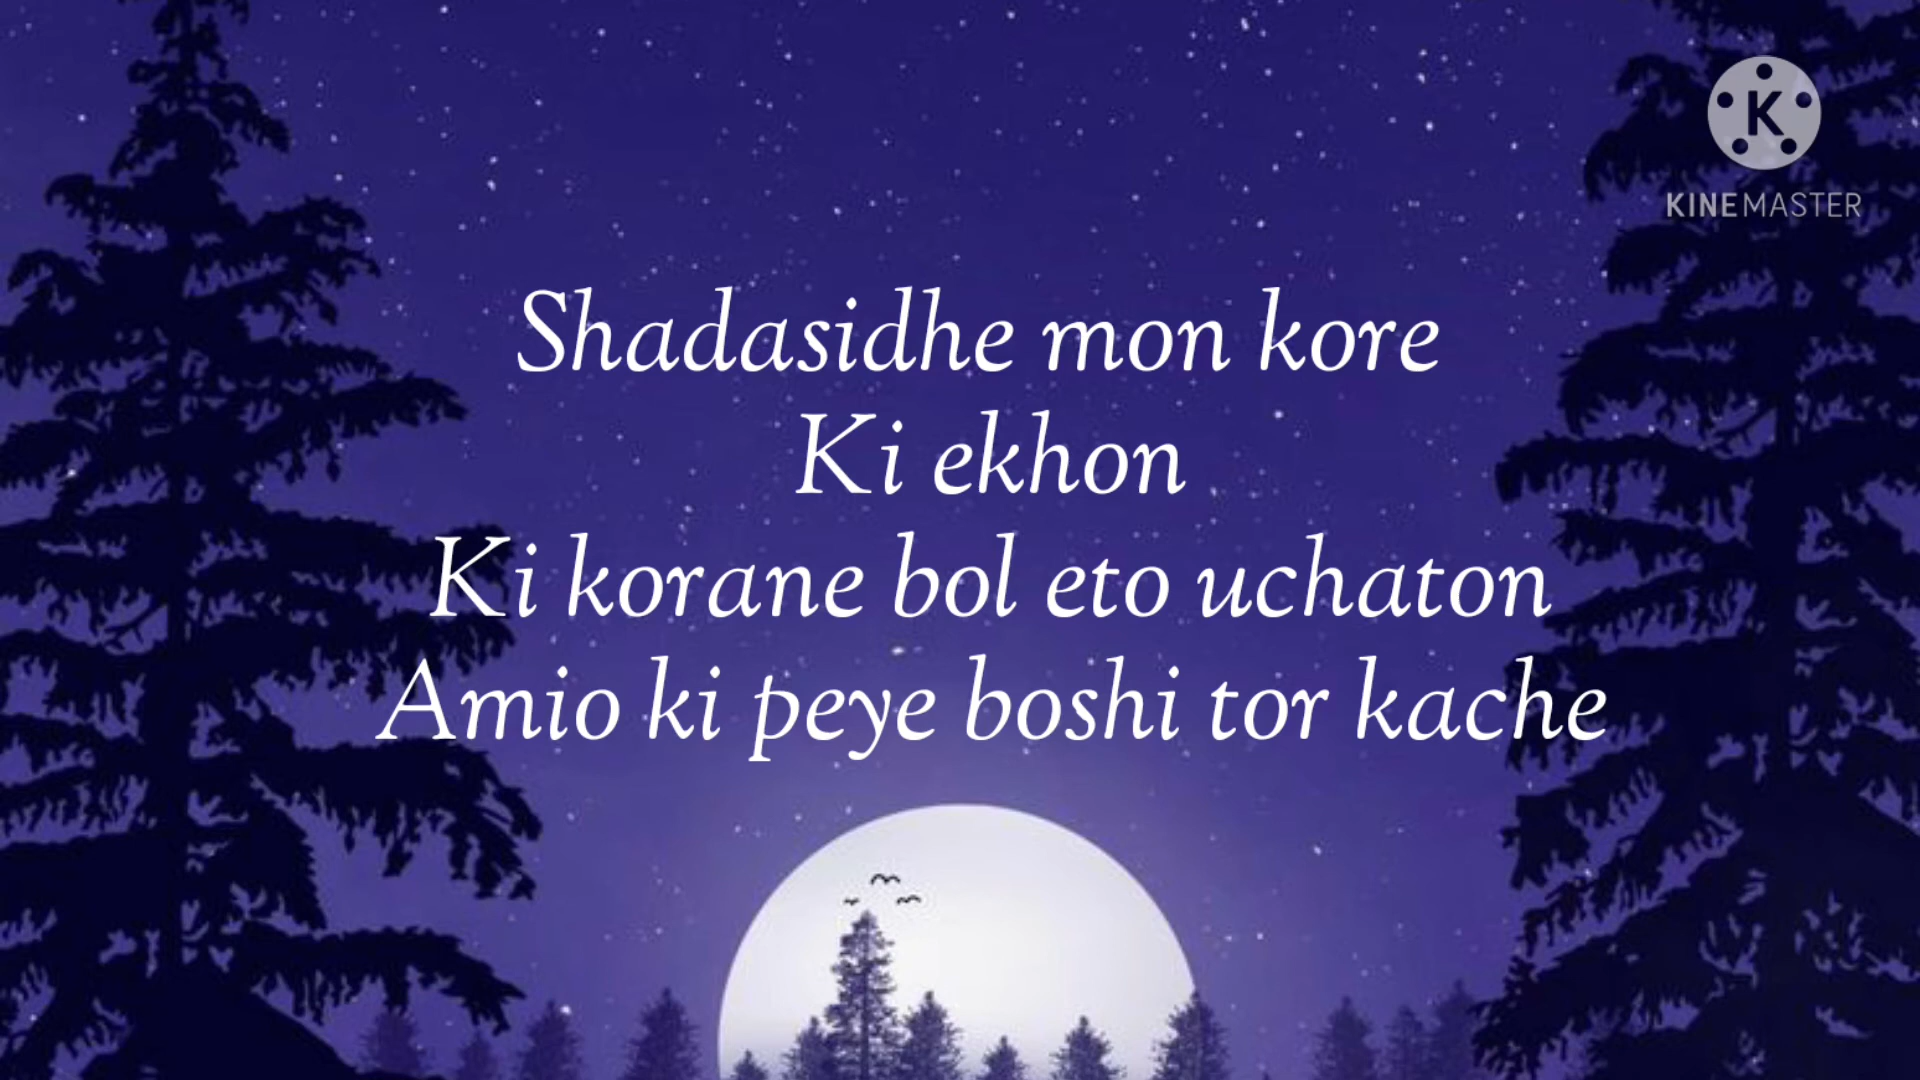 K
KINEMASTER
Shadasidhe mon kore
Ki ekhon
Ki korane bol eto uchaton
Amio ki peye boshi tor kache